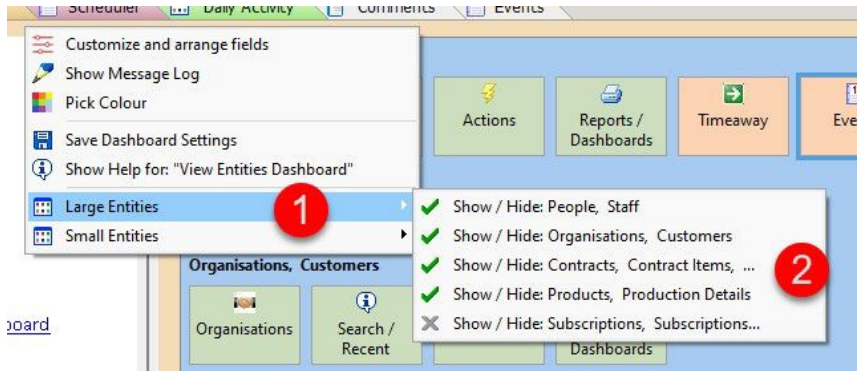 Scheduler
Daily Activity
Comments
Events
Customize and arrange fields
Show Message Log
Pick Colour
Save Dashboard Settings
Show Help for: "View Entities Dashboard"
Large Entities
Small Entities
1
Actions
Reports /
Dashboards
Timeaway
Eve
Show / Hide: People, Staff
Show / Hide: Organisations, Customers
Show / Hide: Contracts, Contract Items, ...
Show / Hide: Products, Production Details
Show / Hide: Subscriptions, Subscriptions...
2
Organisations, Customers
Organisations
Search /
Recent
Dashboards
board